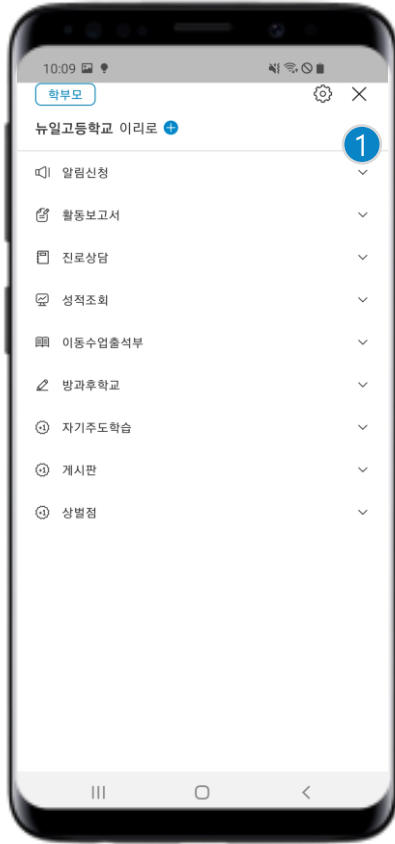 10:09
학부모
뉴일고등학교 이리로
1
알림신청
활동보고서
진로상담
성적조회
이동수업출석부
방과후학교
자기주도학습
게시판
상벌점